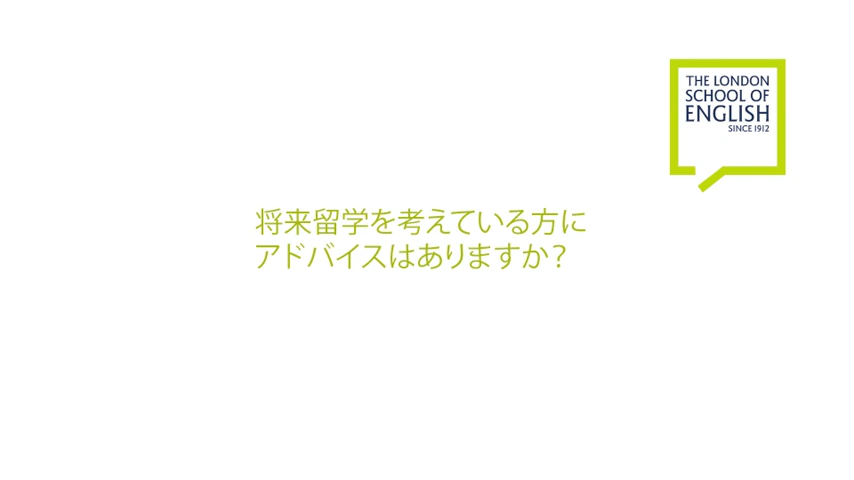 THE LONDON
SCHOOL OF
ENGLISH
SINCE 1912
将来留学を考えている方に
アドバイスはありますか？